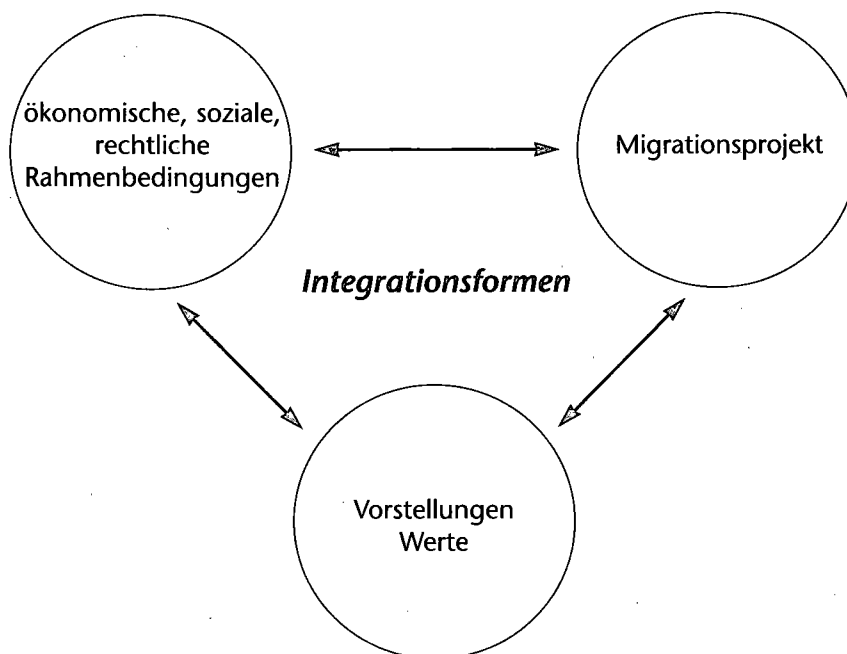 ökonomische, soziale,
rechtliche
Rahmenbedingungen
Migrationsprojekt
Integrationsformen
Vorstellungen
Werte